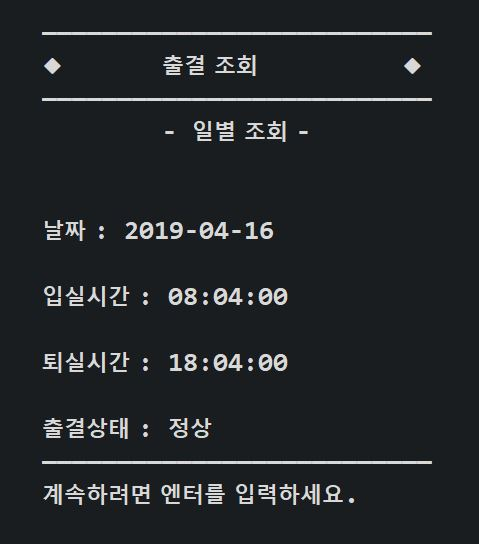 ◆ 출결 조회 ◆
- 일별 조회 -
날짜 : 2019-04-16
입실시간 : 08:04:00
퇴실시간 : 18:04:00
출결상태 : 정상
계속하려면 엔터를 입력하세요.